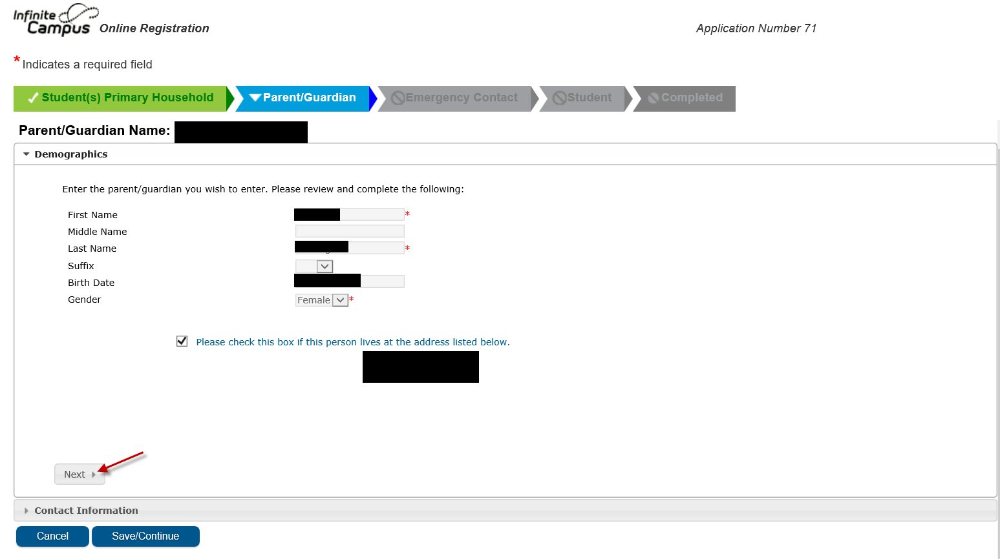 Infinite Campus Online Registration
Application Number 71
* Indicates a required field
Student(s) Primary Household
Parent/Guardian
Emergency Contact
Student
Completed
Parent/Guardian Name:
Demographics
Enter the parent/guardian you wish to enter. Please review and complete the following:
First Name *
Middle Name
Last Name *
Suffix
Birth Date
Gender Female *
Please check this box if this person lives at the address listed below.
Next
Contact Information
Cancel Save/Continue